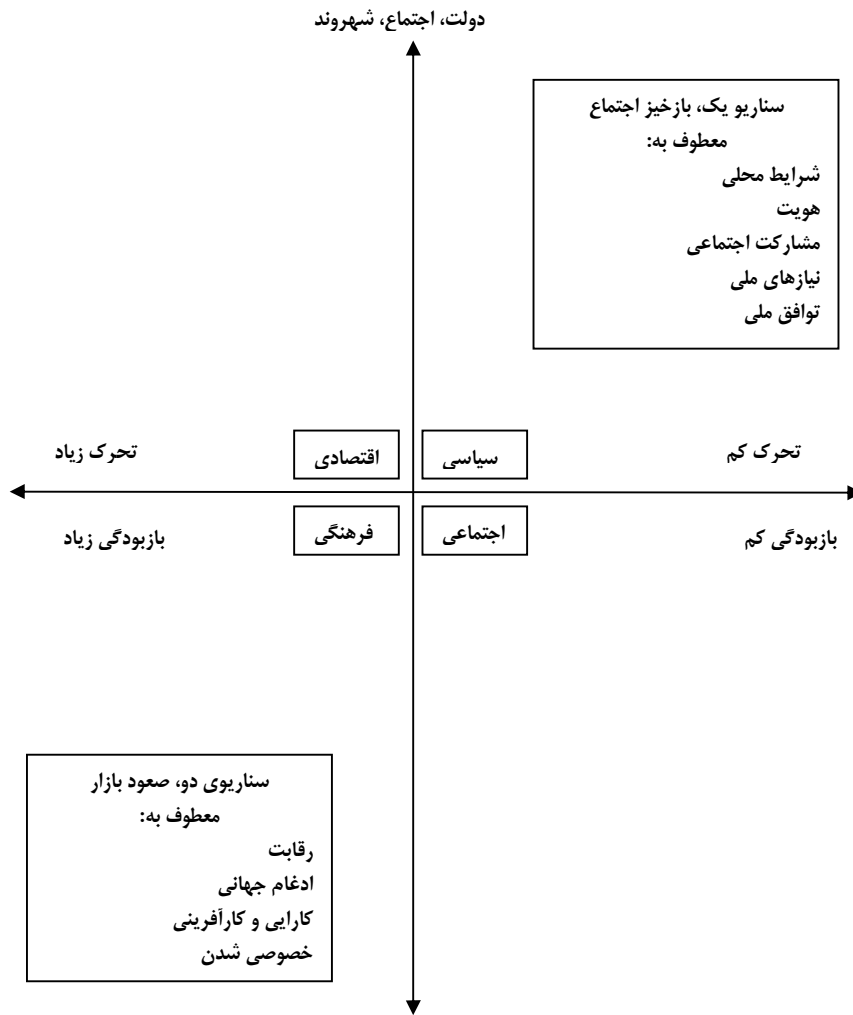 دولت، اجتماع، شهروند
سناریو یک، بازخیز اجتماع
معطوف به:
شرایط محلی
هویت
مشارکت اجتماعی
نیازهای ملی
توافق ملی
تحرک کم
سیاسی
اقتصادی
تحرک زیاد
بازبودگی کم
اجتماعی
فرهنگی
بازبودگی زیاد
سناریوی دو، صعود بازار
معطوف به:
رقابت
ادغام جهانی
کارایی و کارآفرینی
خصوصی شدن